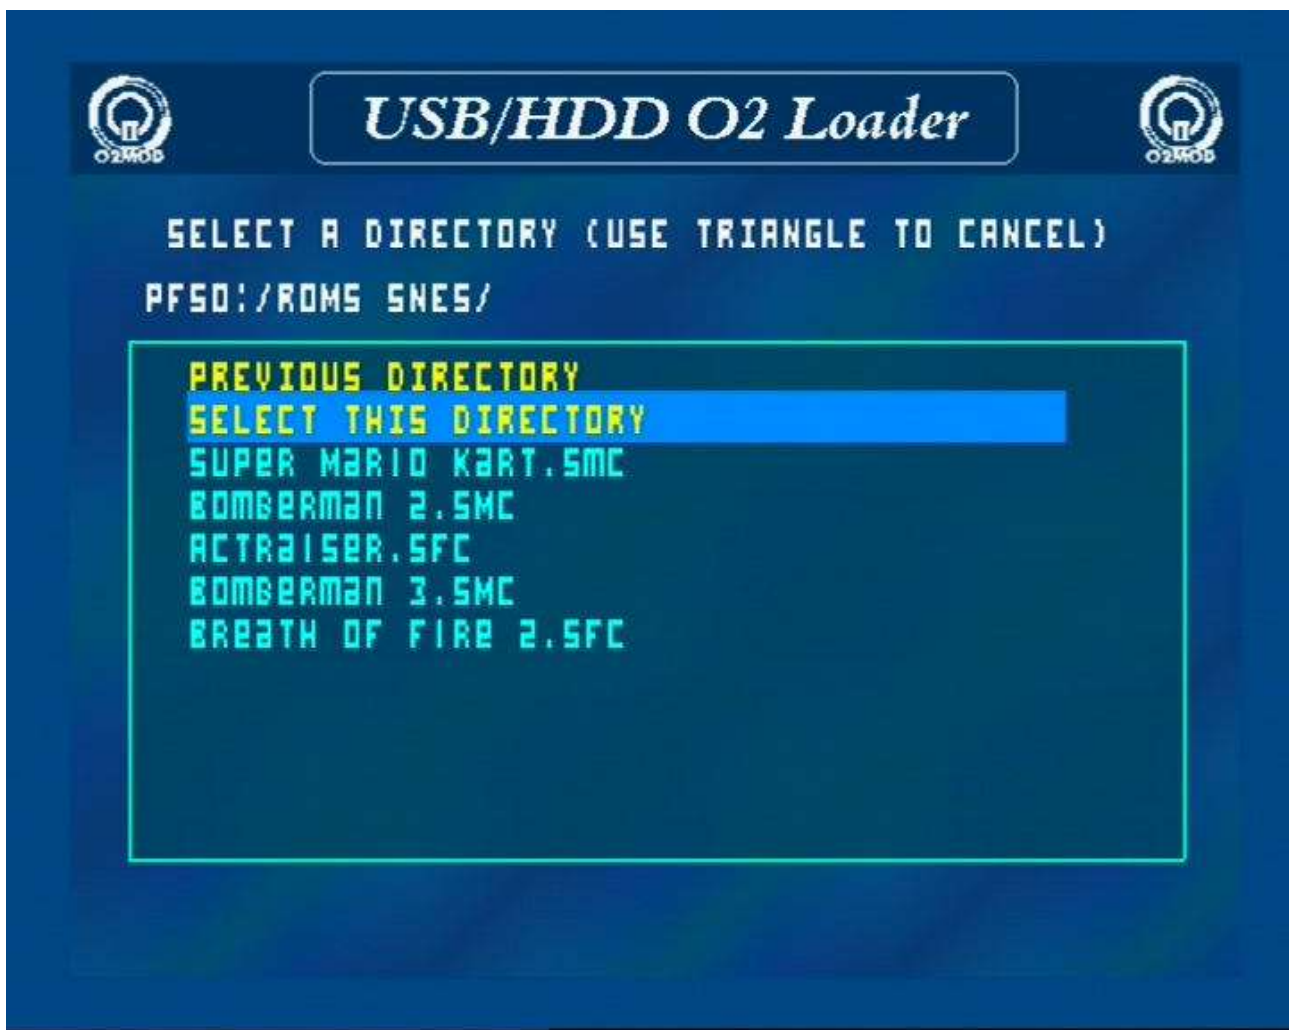 USB/HDD O2 Loader
O2MOD
O2MOD
SELECT A DIRECTORY (USE TRIANGLE TO CANCEL)
PFS0:/ROMS SNES/
PREVIOUS DIRECTORY
SELECT THIS DIRECTORY
SUPeR MaRIO KaRT.SMC
BOMBeRMan 2.SMC
ACTRaISeR.SFC
BOMBeRMan 3.SMC
BReaTH OF FIRe 2.SFC